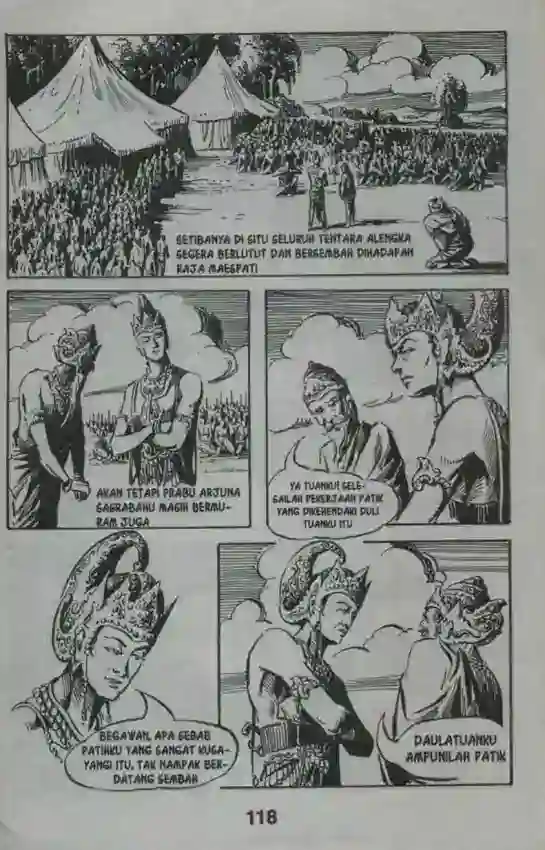 SETIBANYA DI SITU SELURUH TENTARA ALENGKA
SEGERA BERLUTUT DAN BERSEMBAH DIHADAPAN
RAJA MAESPATI
AKAN TETAPI PRABU ARJUNA
SASRABAHU MASIH BERMU-
RAM JUGA
YA TUANKU! SELE-
SAILAH PEKERJAAN PATIK
YANG DIKEHENDAKI DULI
TUANKU ITU
BEGAWAN, APA SEBAB
PATIHKU YANG SANGAT KUSA-
YANGI ITU, TAK NAMPAK BER-
DATANG SEMBAH
DAULATUANKU
AMPUNILAH PATIK
118